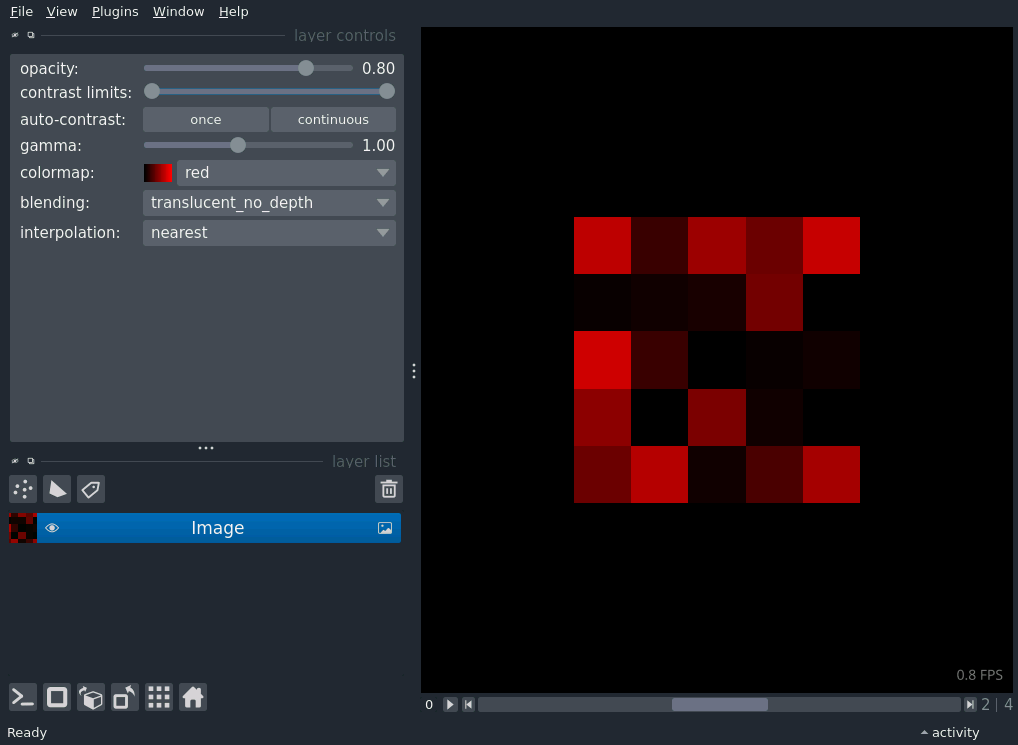 File View Plugins Window Help
layer controls
opacity: 0.80
contrast limits:
auto-contrast: once continuous
gamma: 1.00
colormap: red
blending: translucent_no_depth
interpolation: nearest
layer list
Image
0.8 FPS
0 2 | 4
Ready activity